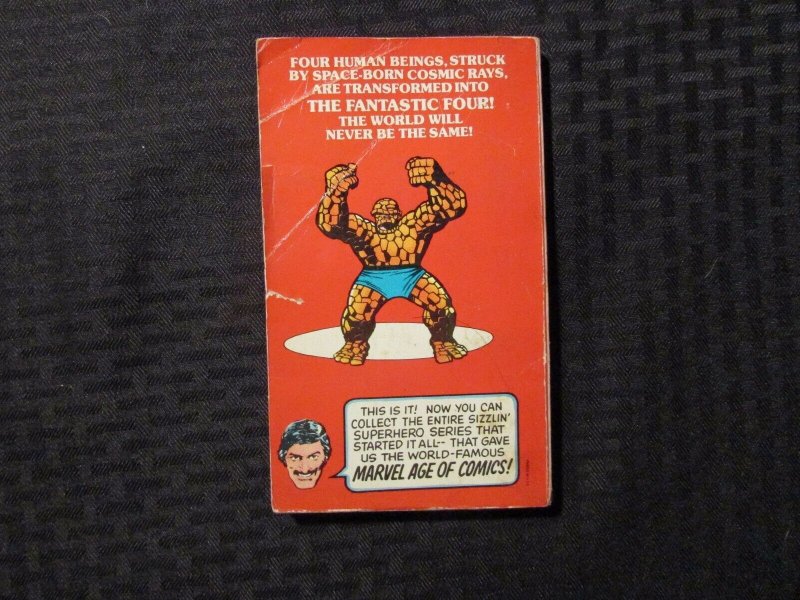 FOUR HUMAN BEINGS, STRUCK
BY SPACE-BORN COSMIC RAYS,
ARE TRANSFORMED INTO
THE FANTASTIC FOUR!
THE WORLD WILL
NEVER BE THE SAME!
THIS IS IT! NOW YOU CAN
COLLECT THE ENTIRE SIZZLIN'
SUPERHERO SERIES THAT
STARTED IT ALL-- THAT GAVE
US THE WORLD-FAMOUS
MARVEL AGE OF COMICS!